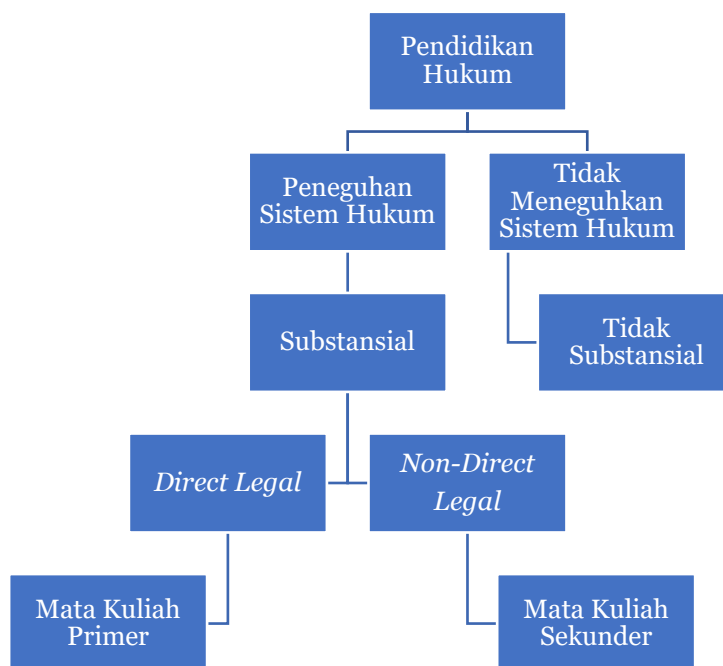 Pendidikan
Hukum
Peneguhan
Sistem Hukum
Tidak
Meneguhkan
Sistem Hukum
Substansial
Tidak
Substansial
Direct Legal
Non-Direct
Legal
Mata Kuliah
Primer
Mata Kuliah
Sekunder